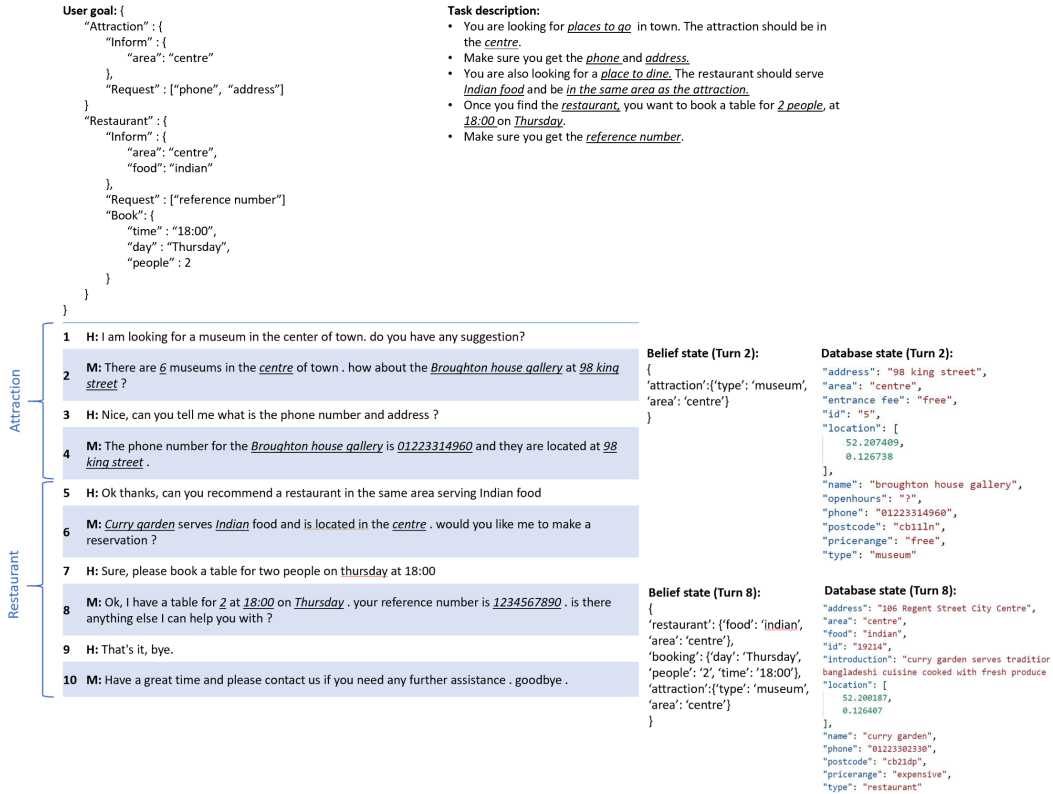 User goal: {
"Attraction" : {
"Inform" : {
"area": "centre"
},
"Request" : ["phone", "address"]
}
"Restaurant" : {
"Inform" : {
"area": "centre",
"food": "indian"
},
"Request" : ["reference number"]
"Book": {
"time" : "18:00",
"day" : "Thursday",
"people" : 2
}
}
}
Task description:
• You are looking for places to go in town. The attraction should be in
the centre.
• Make sure you get the phone and address.
• You are also looking for a place to dine. The restaurant should serve
Indian food and be in the same area as the attraction.
• Once you find the restaurant, you want to book a table for 2 people, at
18:00 on Thursday.
• Make sure you get the reference number.
Attraction
1 H: I am looking for a museum in the center of town. do you have any suggestion?
2 M: There are 6 museums in the centre of town . how about the Broughton house gallery at 98 king
street ?
3 H: Nice, can you tell me what is the phone number and address ?
4 M: The phone number for the Broughton house gallery is 01223314960 and they are located at 98
king street .
Restaurant
5 H: Ok thanks, can you recommend a restaurant in the same area serving Indian food
6 M: Curry garden serves Indian food and is located in the centre . would you like me to make a
reservation ?
7 H: Sure, please book a table for two people on thursday at 18:00
8 M: Ok, I have a table for 2 at 18:00 on Thursday . your reference number is 1234567890 . is there
anything else I can help you with ?
9 H: That's it, bye.
10 M: Have a great time and please contact us if you need any further assistance . goodbye .
Belief state (Turn 2):
{
'attraction':{'type': 'museum',
'area': 'centre'}
}
Database state (Turn 2):
"address": "98 king street",
"area": "centre",
"entrance fee": "free",
"id": "5",
"location": [
52.207409,
0.126738
],
"name": "broughton house gallery",
"openhours": "?",
"phone": "01223314960",
"postcode": "cb11ln",
"pricerange": "free",
"type": "museum"
Belief state (Turn 8):
{
'restaurant': {'food': 'indian',
'area': 'centre'},
'booking': {'day': 'Thursday',
'people': '2', 'time': '18:00'},
'attraction':{'type': 'museum',
'area': 'centre'}
}
Database state (Turn 8):
"address": "106 Regent Street City Centre",
"area": "centre",
"food": "indian",
"id": "19214",
"introduction": "curry garden serves tradition
bangladeshi cuisine cooked with fresh produce
"location": [
52.200187,
0.126407
],
"name": "curry garden",
"phone": "01223302330",
"postcode": "cb21dp",
"pricerange": "expensive",
"type": "restaurant"